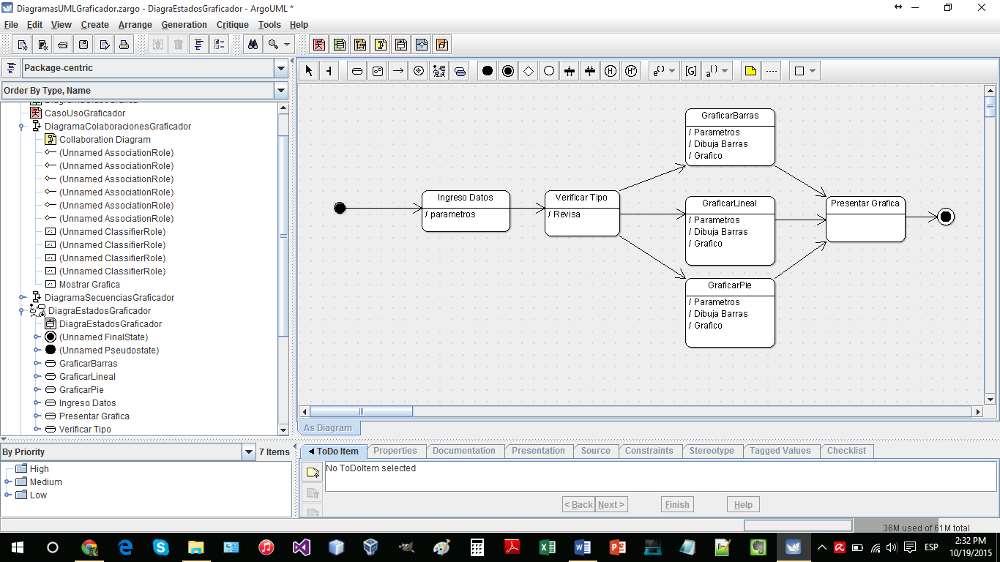 DiagramasUMLGraficador.zargo - DiagraEstadosGraficador - ArgoUML *
File Edit View Create Arrange Generation Critique Tools Help
Package-centric
Order By Type, Name
CasoUsoGraficador
DiagramaColaboracionesGraficador
Collaboration Diagram
(Unnamed AssociationRole)
(Unnamed AssociationRole)
(Unnamed AssociationRole)
(Unnamed AssociationRole)
(Unnamed AssociationRole)
(Unnamed AssociationRole)
(Unnamed ClassifierRole)
(Unnamed ClassifierRole)
(Unnamed ClassifierRole)
(Unnamed ClassifierRole)
Mostrar Grafica
DiagramaSecuenciasGraficador
DiagraEstadosGraficador
DiagraEstadosGraficador
(Unnamed FinalState)
(Unnamed Pseudostate)
GraficarBarras
GraficarLineal
GraficarPie
Ingreso Datos
Presentar Grafica
Verificar Tipo
By Priority
7 Items
High
Medium
Low
Ingreso Datos
/ parametros
Verificar Tipo
/ Revisa
GraficarBarras
/ Parametros
/ Dibuja Barras
/ Grafico
GraficarLineal
/ Parametros
/ Dibuja Barras
/ Grafico
GraficarPie
/ Parametros
/ Dibuja Barras
/ Grafico
Presentar Grafica
As Diagram
ToDo Item Properties Documentation Presentation Source Constraints Stereotype Tagged Values Checklist
No ToDoItem selected
< Back Next > Finish Help
36M used of 61M total
ESP
2:32 PM
10/19/2015